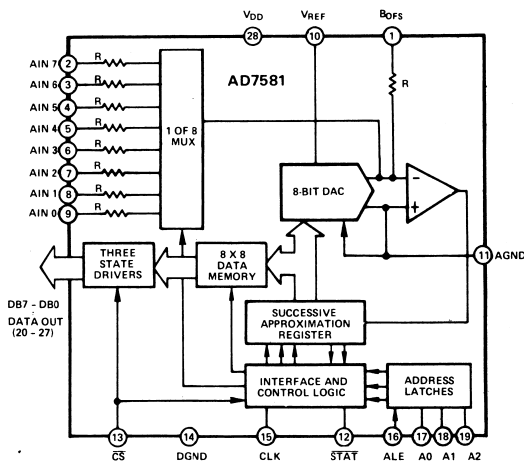 VDD VREF BOFS
28 10 1
AD7581
AIN 7 2 R
AIN 6 3 R
AIN 5 4 R
AIN 4 5 R
AIN 3 6 R
AIN 2 7 R
AIN 1 8 R
AIN 0 9 R
1 OF 8
MUX
R
8-BIT DAC
−
+
11 AGND
THREE
STATE
DRIVERS
8 X 8
DATA
MEMORY
DB7 - DB0
DATA OUT
(20 - 27)
SUCCESSIVE
APPROXIMATION
REGISTER
INTERFACE AND
CONTROL LOGIC
ADDRESS
LATCHES
13 14 15 12 16 17 18 19
CS DGND CLK STAT ALE A0 A1 A2